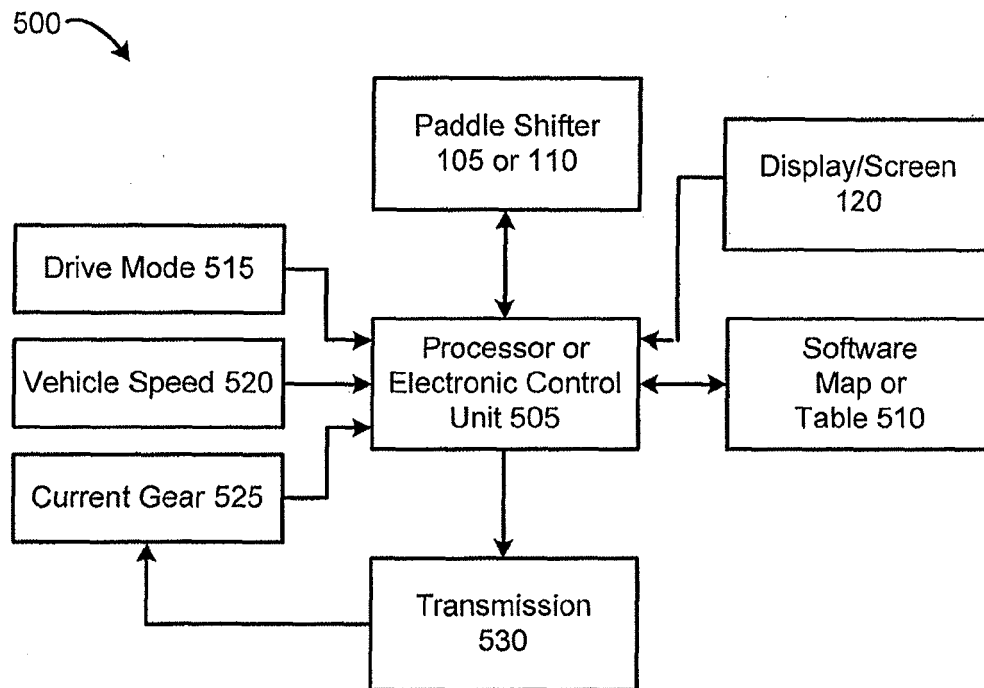 500
Paddle Shifter
105 or 110
Display/Screen
120
Drive Mode 515
Processor or
Electronic Control
Unit 505
Software
Map or
Table 510
Vehicle Speed 520
Current Gear 525
Transmission
530